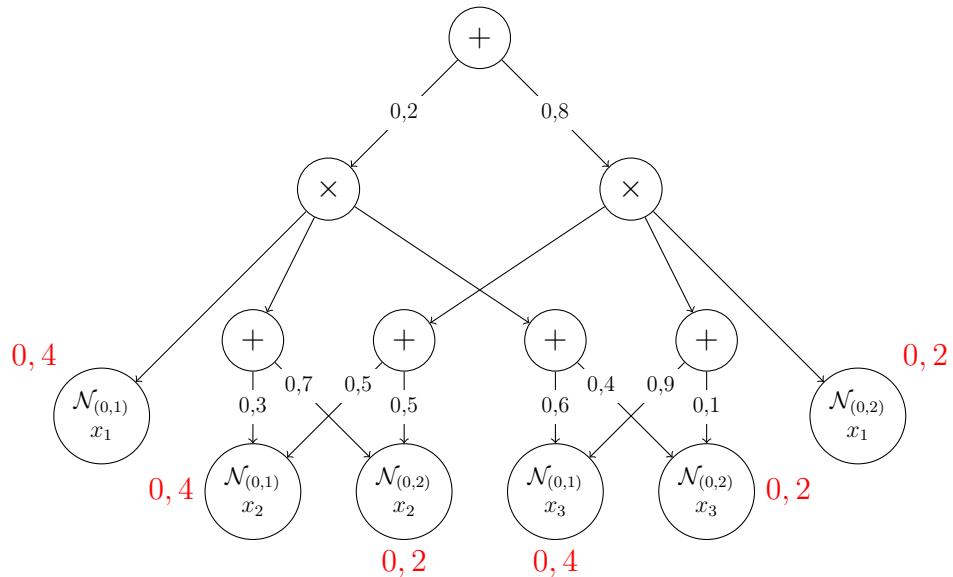 +
0,2
0,8
×
×
0,4
0,2
+
+
+
+
0,7
0,5
0,4
0,9
0,3
0,5
0,6
0,1
𝒩(0,1)
x₁
𝒩(0,2)
x₁
0,4
𝒩(0,1)
x₂
𝒩(0,2)
x₂
𝒩(0,1)
x₃
𝒩(0,2)
x₃
0,2
0,2
0,4